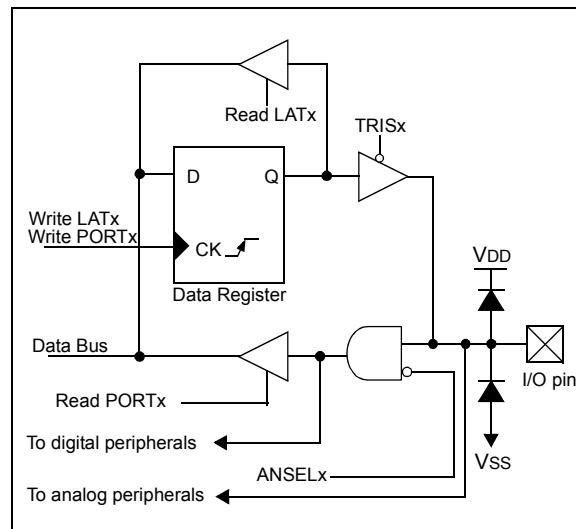 Read LATx
TRISx
D Q
Write LATx
Write PORTx
CK
Data Register
VDD
Data Bus
I/O pin
Read PORTx
To digital peripherals
ANSELx
VSS
To analog peripherals